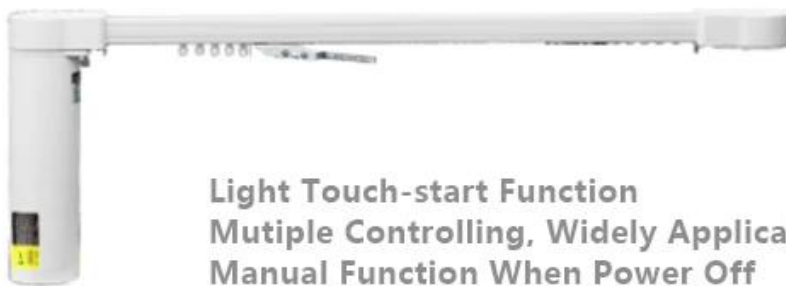 Light Touch-start Function
Mutiple Controlling, Widely Applica
Manual Function When Power Off